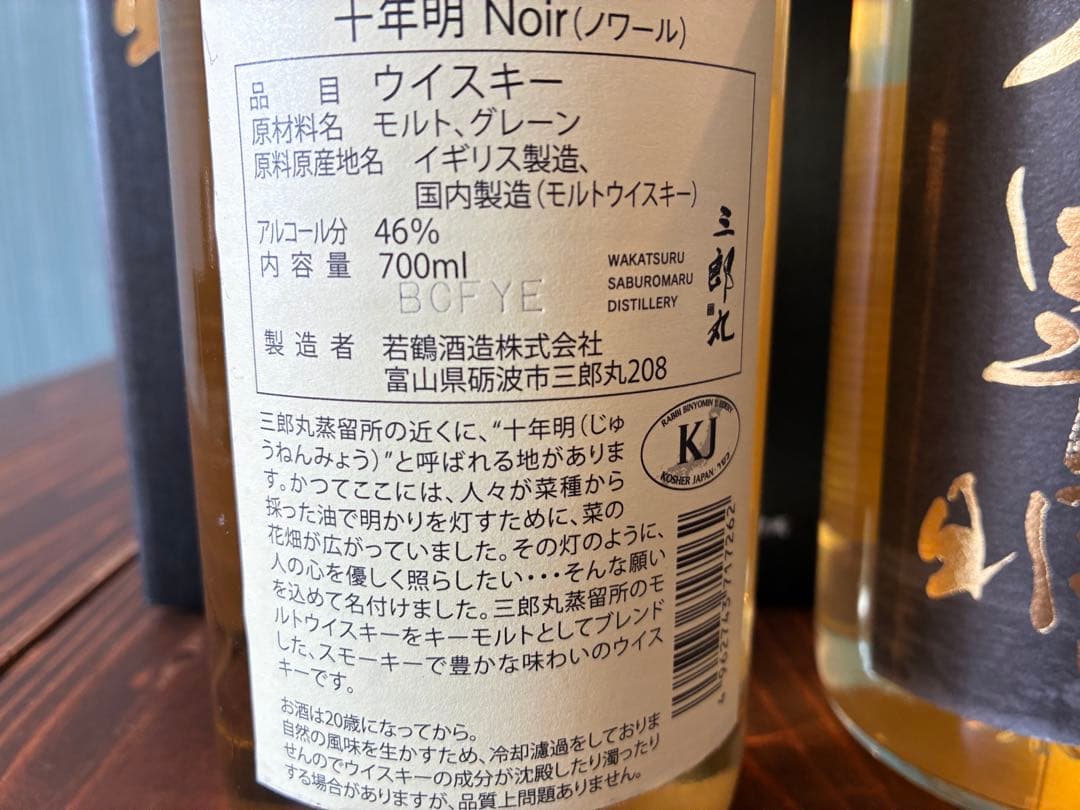 十年明 Noir(ノワール)
品目 ウイスキー
原材料名 モルト、グレーン
原料原産地名 イギリス製造、
国内製造(モルトウイスキー)
アルコール分 46%
内容量 700ml
BCFYE
WAKATSURU
SABUROMARU
DISTILLERY
三郎丸
製造者 若鶴酒造株式会社
富山県砺波市三郎丸208
三郎丸蒸留所の近くに、“十年明(じゅ
うねんみょう)”と呼ばれる地がありま
す。かつてここには、人々が菜種から
採った油で明かりを灯すために、菜の
花畑が広がっていました。その灯のように、
人の心を優しく照らしたい・・・そんな願い
を込めて名付けました。三郎丸蒸留所のモ
ルトウイスキーをキーモルトとしてブレンド
した、スモーキーで豊かな味わいのウイス
キーです。
KJ
KOSHER JAPAN
4962743717262
お酒は20歳になってから。
自然の風味を生かすため、冷却濾過をしておりま
せんのでウイスキーの成分が沈殿したり濁ったり
する場合がありますが、品質上問題ありません。